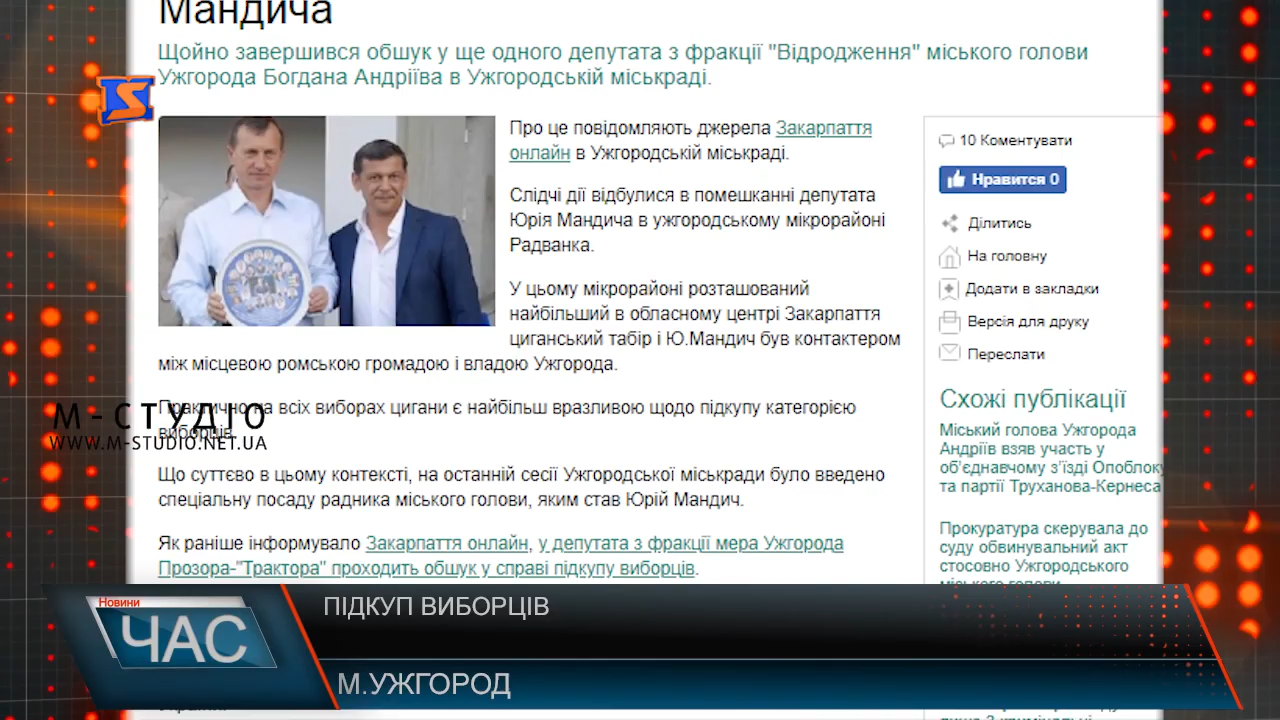 Мандича
Щойно завершився обшук у ще одного депутата з фракції "Відродження" міського голови
Ужгорода Богдана Андріїва в Ужгородській міськраді.
Про це повідомляють джерела Закарпаття
онлайн в Ужгородській міськраді.
Слідчі дії відбулися в помешканні депутата
Юрія Мандича в ужгородському мікрорайоні
Радванка.
У цьому мікрорайоні розташований
найбільший в обласному центрі Закарпаття
циганський табір і Ю.Мандич був контактером
між місцевою ромською громадою і владою Ужгорода.
Практично на всіх виборах цигани є найбільш вразливою щодо підкупу категорією
виборців.
Що суттєво в цьому контексті, на останній сесії Ужгородської міськради було введено
спеціальну посаду радника міського голови, яким став Юрій Мандич.
Як раніше інформувало Закарпаття онлайн, у депутата з фракції мера Ужгорода
Прозора-"Трактора" проходить обшук у справі підкупу виборців.
10 Коментувати
Нравится 0
Ділитись
На головну
Додати в закладки
Версія для друку
Переслати
Схожі публікації
Міський голова Ужгорода
Андріїв взяв участь у
об'єднавчому з'їзді Опоблоку
та партії Труханова-Кернеса
Прокуратура скерувала до
суду обвинувальний акт
стосовно Ужгородського
міського голови
М-СТУДІО
WWW.M-STUDIO.NET.UA
Новини
ЧАС
ПІДКУП ВИБОРЦІВ
М.УЖГОРОД